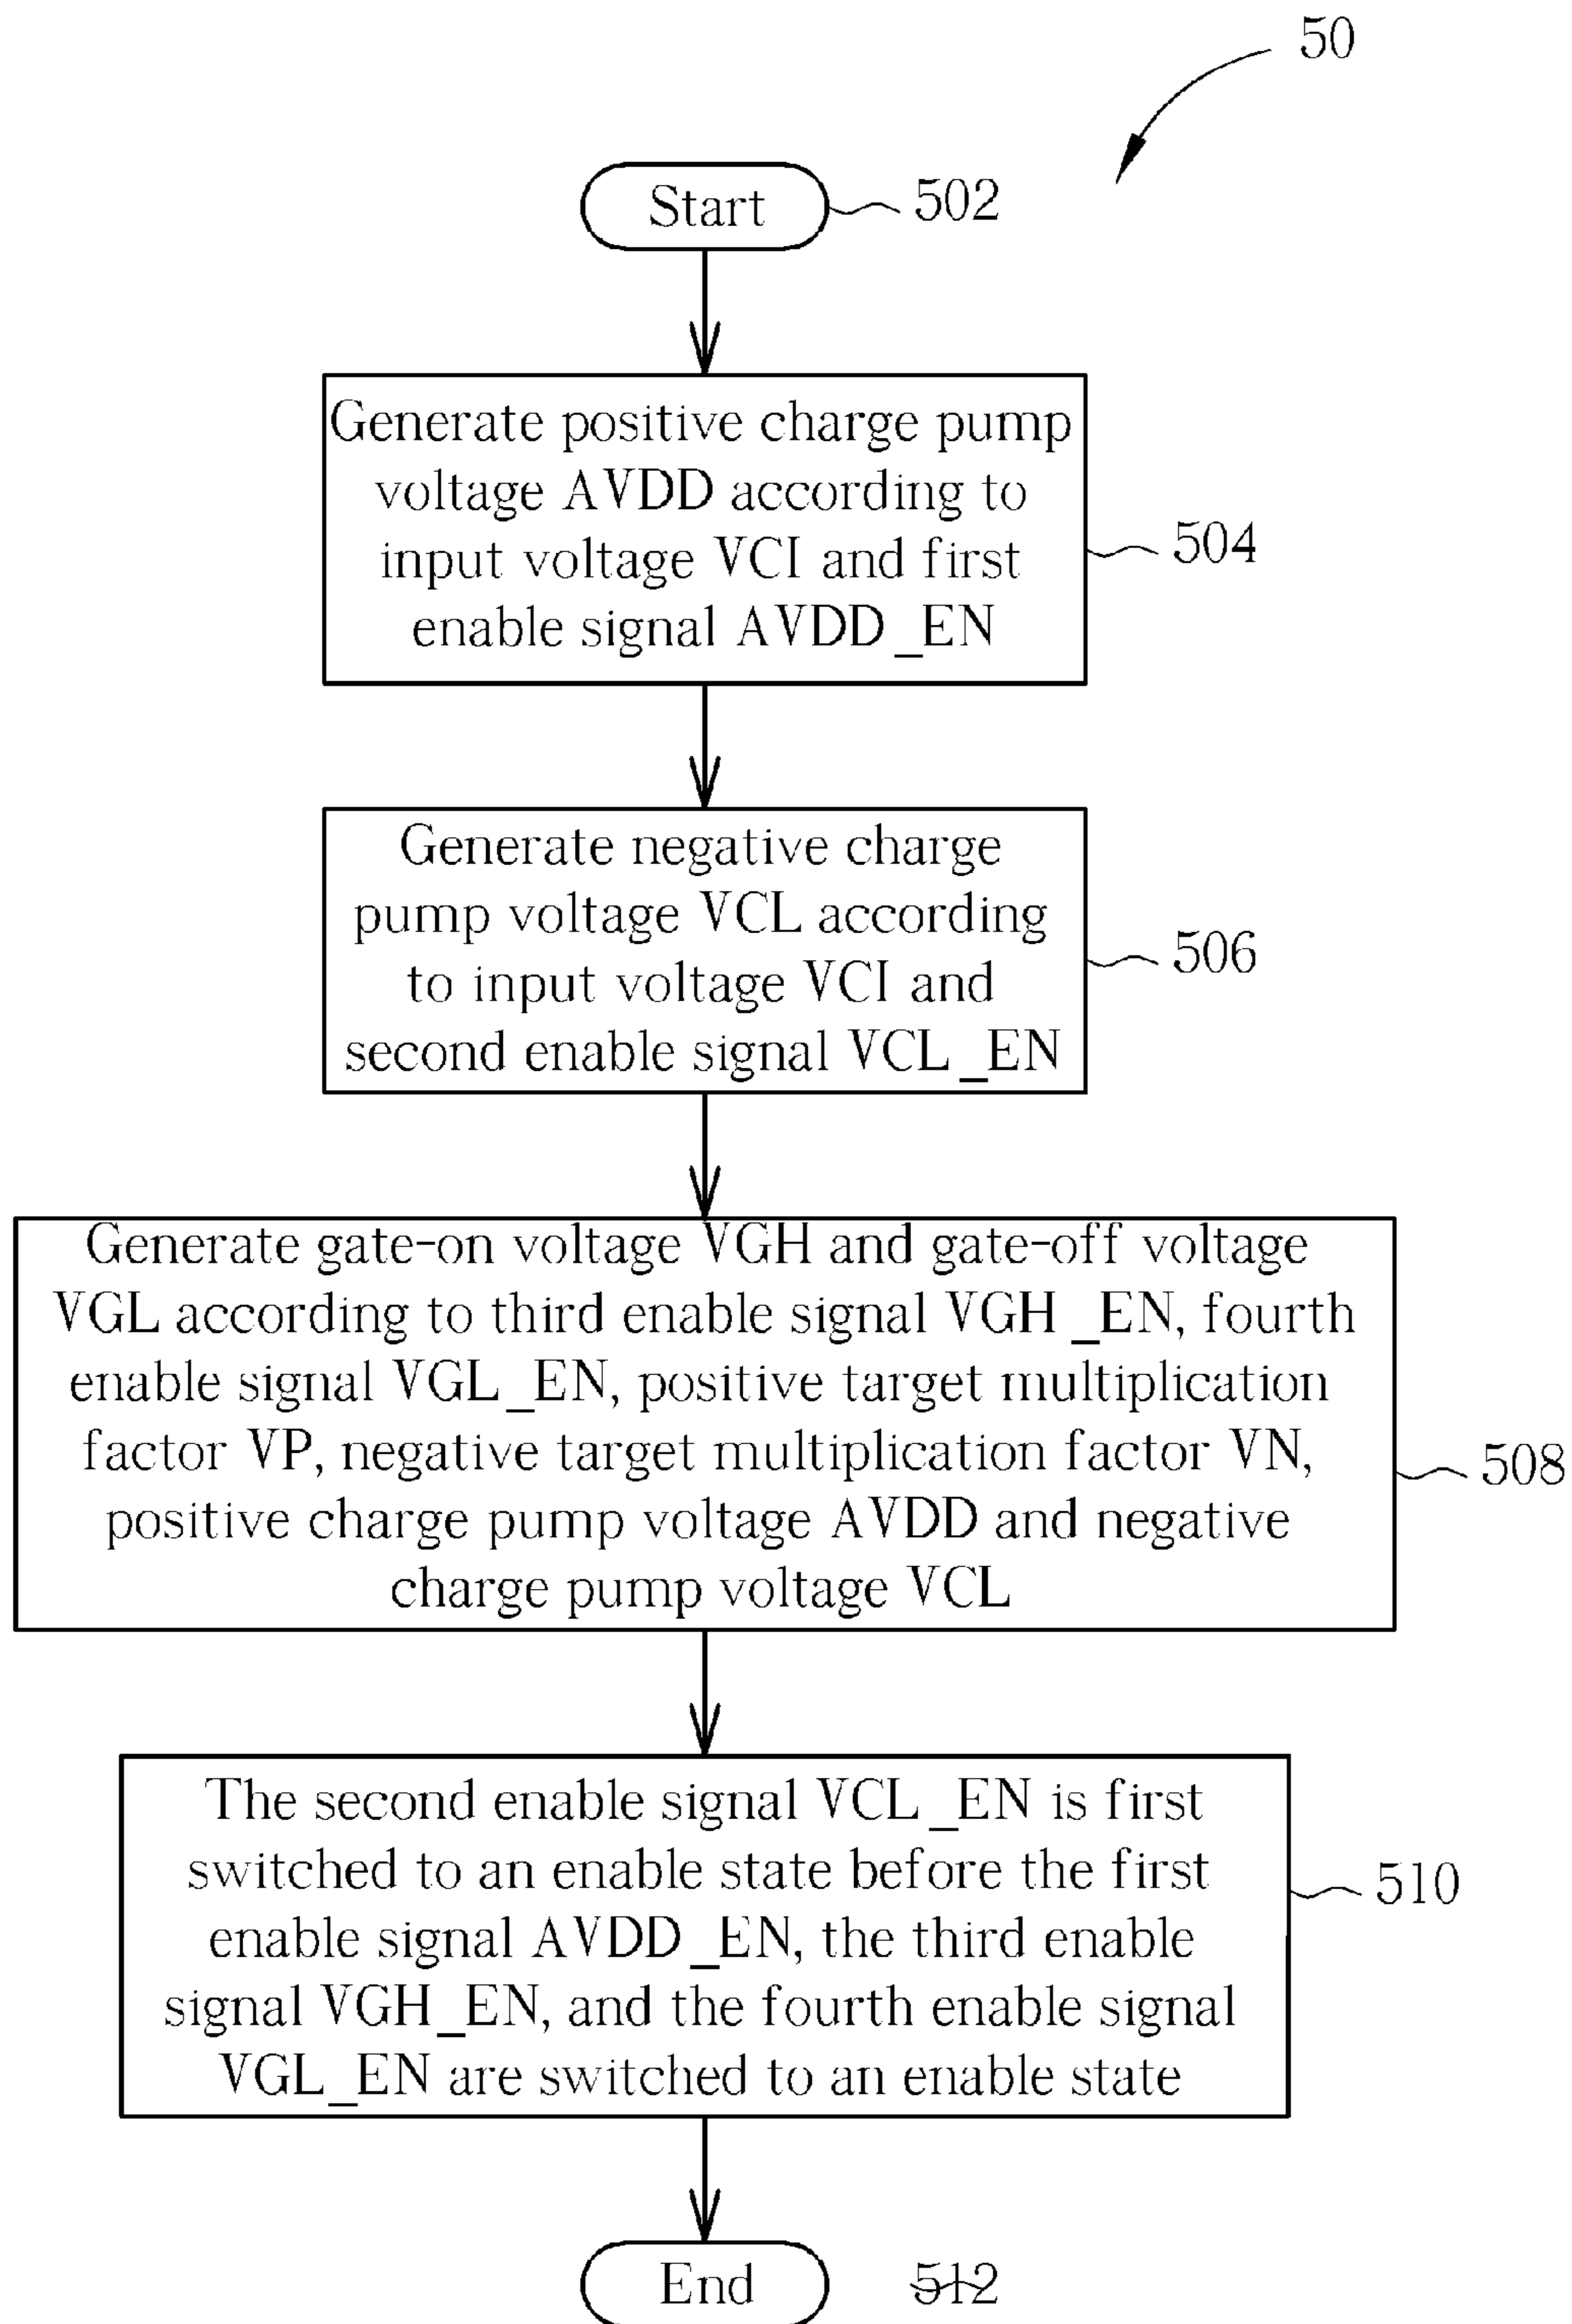 50
Start
502
Generate positive charge pump
voltage AVDD according to
input voltage VCI and first
enable signal AVDD_EN
504
Generate negative charge
pump voltage VCL according
to input voltage VCI and
second enable signal VCL_EN
506
Generate gate-on voltage VGH and gate-off voltage
VGL according to third enable signal VGH_EN, fourth
enable signal VGL_EN, positive target multiplication
factor VP, negative target multiplication factor VN,
positive charge pump voltage AVDD and negative
charge pump voltage VCL
508
The second enable signal VCL_EN is first
switched to an enable state before the first
enable signal AVDD_EN, the third enable
signal VGH_EN, and the fourth enable signal
VGL_EN are switched to an enable state
510
End
512